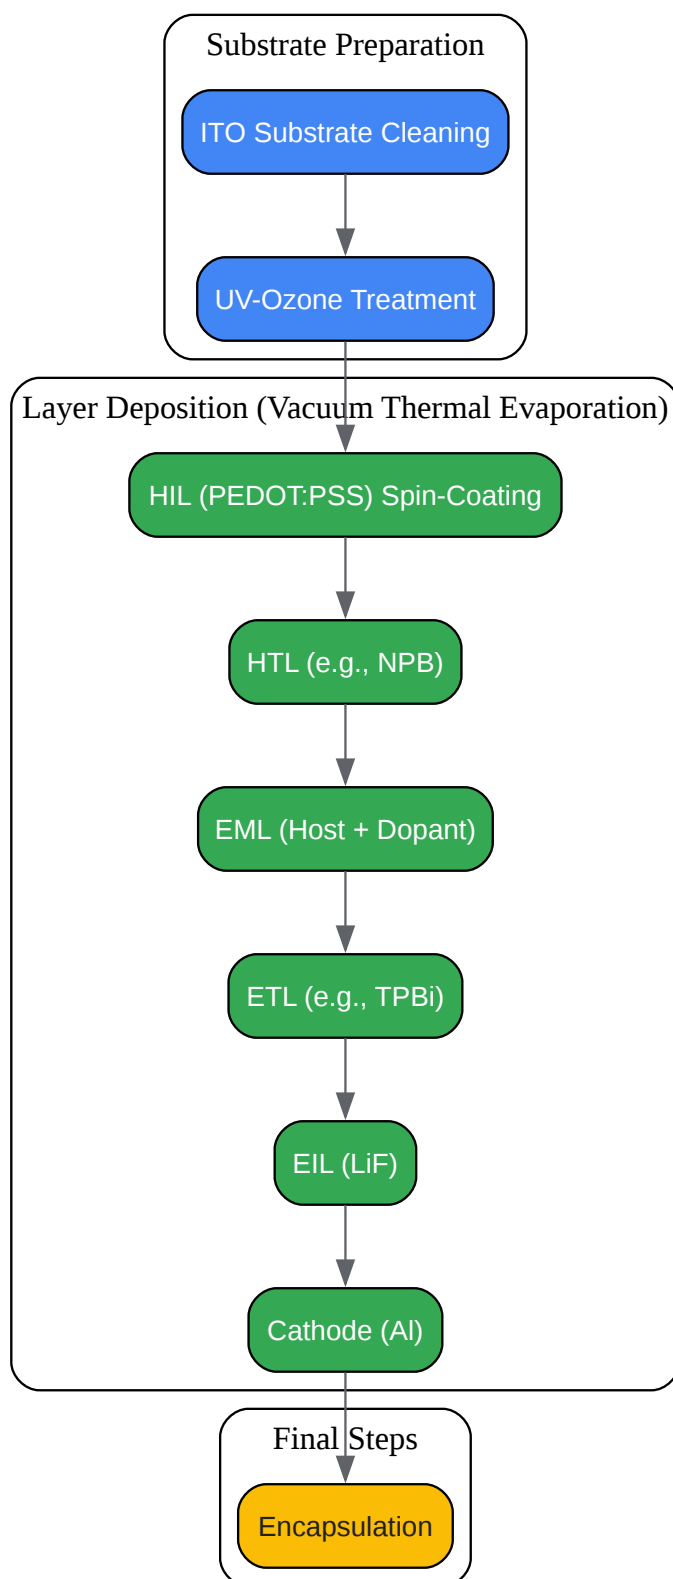 Substrate Preparation
ITO Substrate Cleaning
UV-Ozone Treatment
Layer Deposition (Vacuum Thermal Evaporation)
HIL (PEDOT:PSS) Spin-Coating
HTL (e.g., NPB)
EML (Host + Dopant)
ETL (e.g., TPBi)
EIL (LiF)
Cathode (Al)
Final Steps
Encapsulation